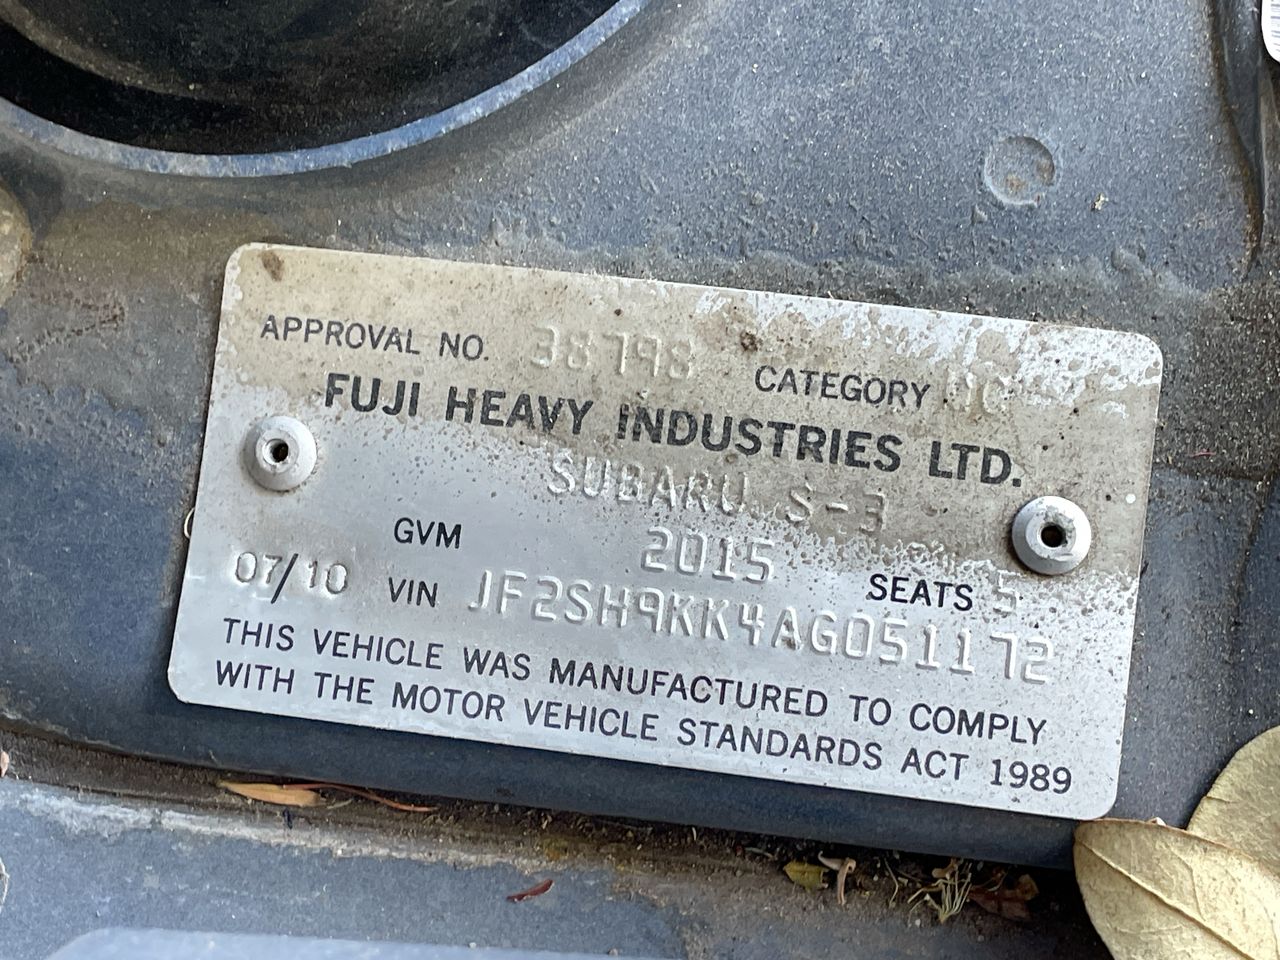 APPROVAL NO. 38798 CATEGORY MC
FUJI HEAVY INDUSTRIES LTD.
SUBARU S-3
GVM 2015 SEATS 5
07/10 VIN JF2SH9KK4AG051172
THIS VEHICLE WAS MANUFACTURED TO COMPLY
WITH THE MOTOR VEHICLE STANDARDS ACT 1989